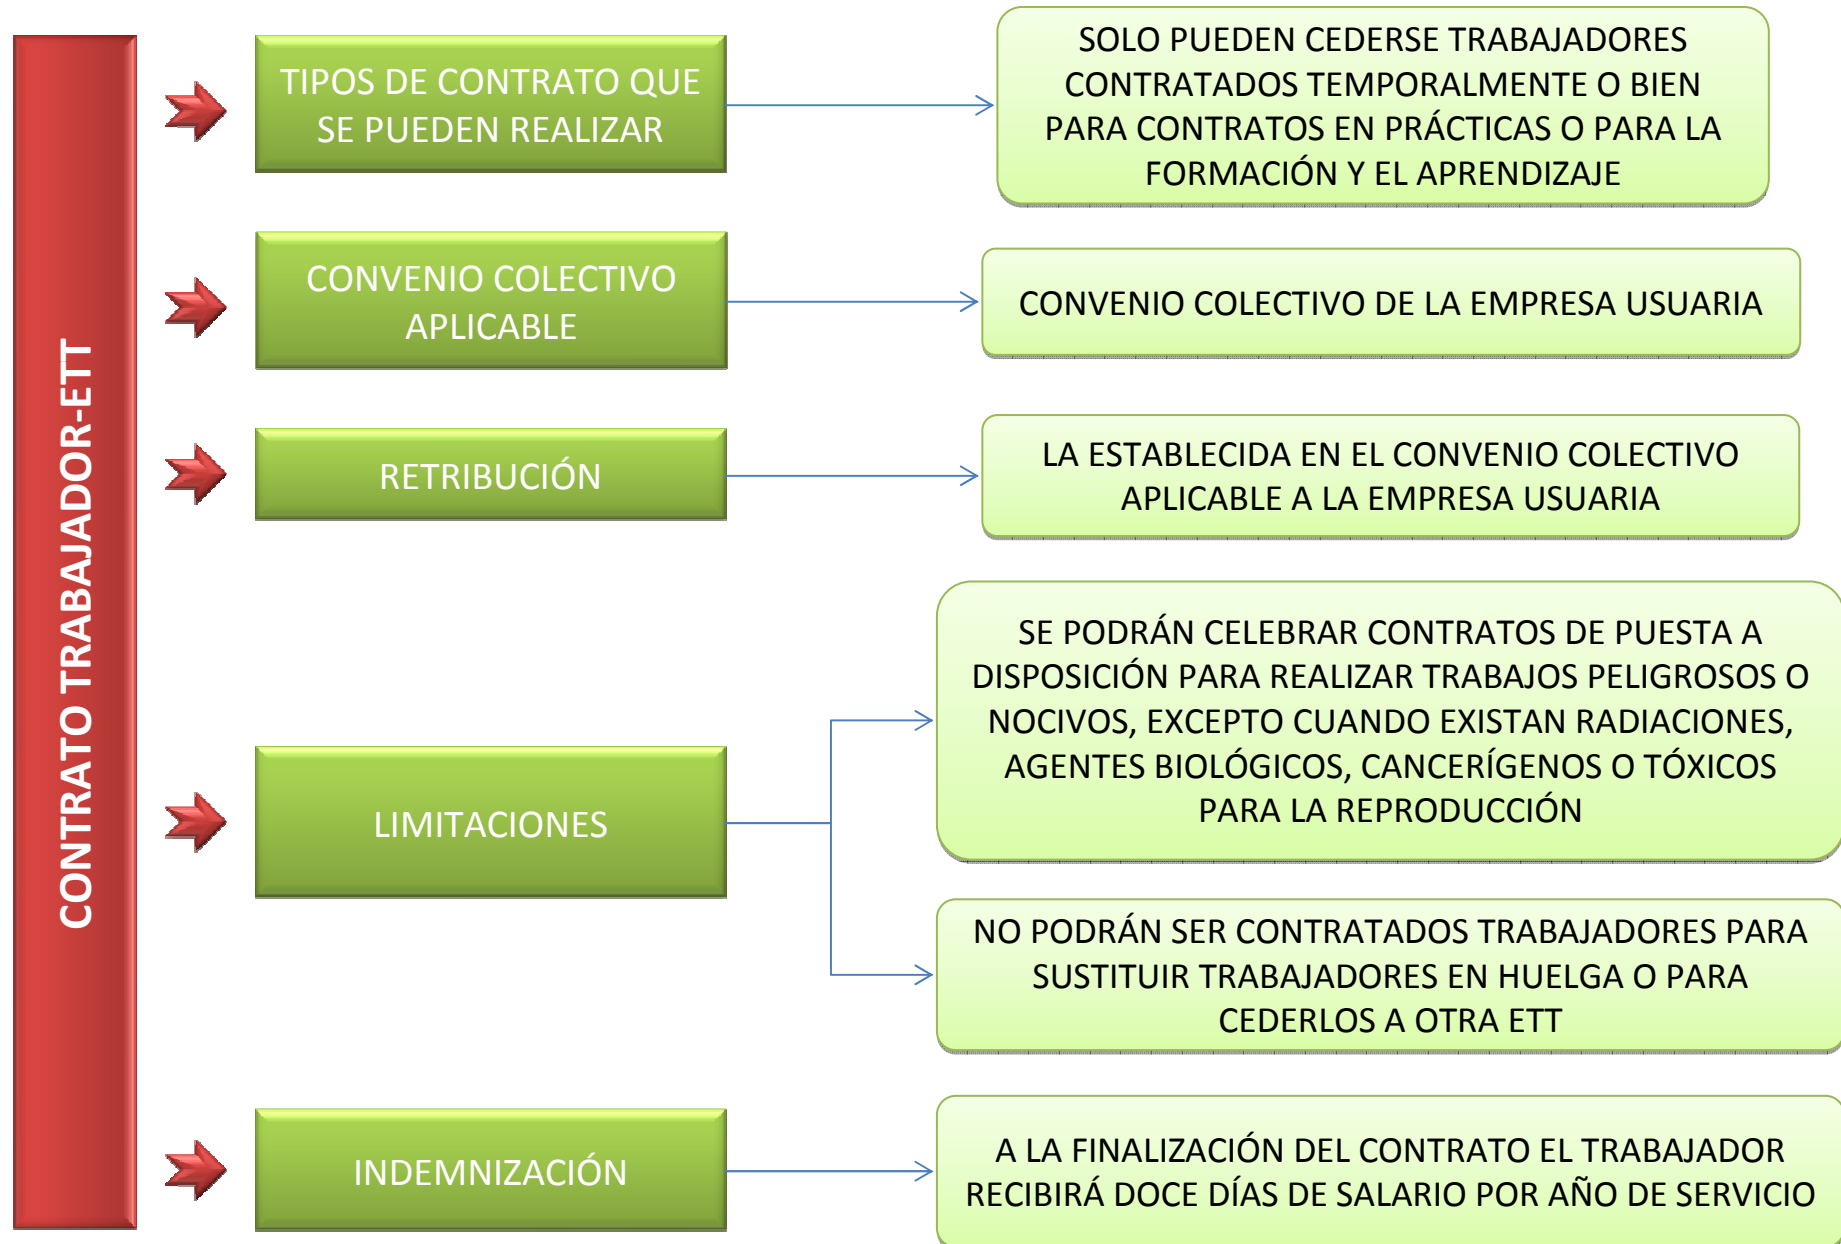 CONTRATO TRABAJADOR-ETT
TIPOS DE CONTRATO QUE
SE PUEDEN REALIZAR
SOLO PUEDEN CEDERSE TRABAJADORES
CONTRATADOS TEMPORALMENTE O BIEN
PARA CONTRATOS EN PRÁCTICAS O PARA LA
FORMACIÓN Y EL APRENDIZAJE
CONVENIO COLECTIVO
APLICABLE
CONVENIO COLECTIVO DE LA EMPRESA USUARIA
RETRIBUCIÓN
LA ESTABLECIDA EN EL CONVENIO COLECTIVO
APLICABLE A LA EMPRESA USUARIA
LIMITACIONES
SE PODRÁN CELEBRAR CONTRATOS DE PUESTA A
DISPOSICIÓN PARA REALIZAR TRABAJOS PELIGROSOS O
NOCIVOS, EXCEPTO CUANDO EXISTAN RADIACIONES,
AGENTES BIOLÓGICOS, CANCERÍGENOS O TÓXICOS
PARA LA REPRODUCCIÓN
NO PODRÁN SER CONTRATADOS TRABAJADORES PARA
SUSTITUIR TRABAJADORES EN HUELGA O PARA
CEDERLOS A OTRA ETT
INDEMNIZACIÓN
A LA FINALIZACIÓN DEL CONTRATO EL TRABAJADOR
RECIBIRÁ DOCE DÍAS DE SALARIO POR AÑO DE SERVICIO